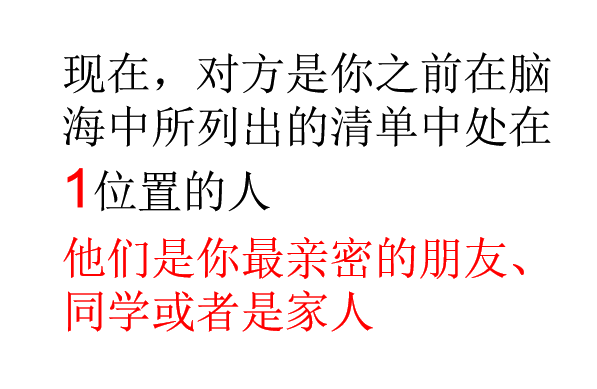 现在，对方是你之前在脑
海中所列出的清单中处在
1位置的人
他们是你最亲密的朋友、
同学或者是家人